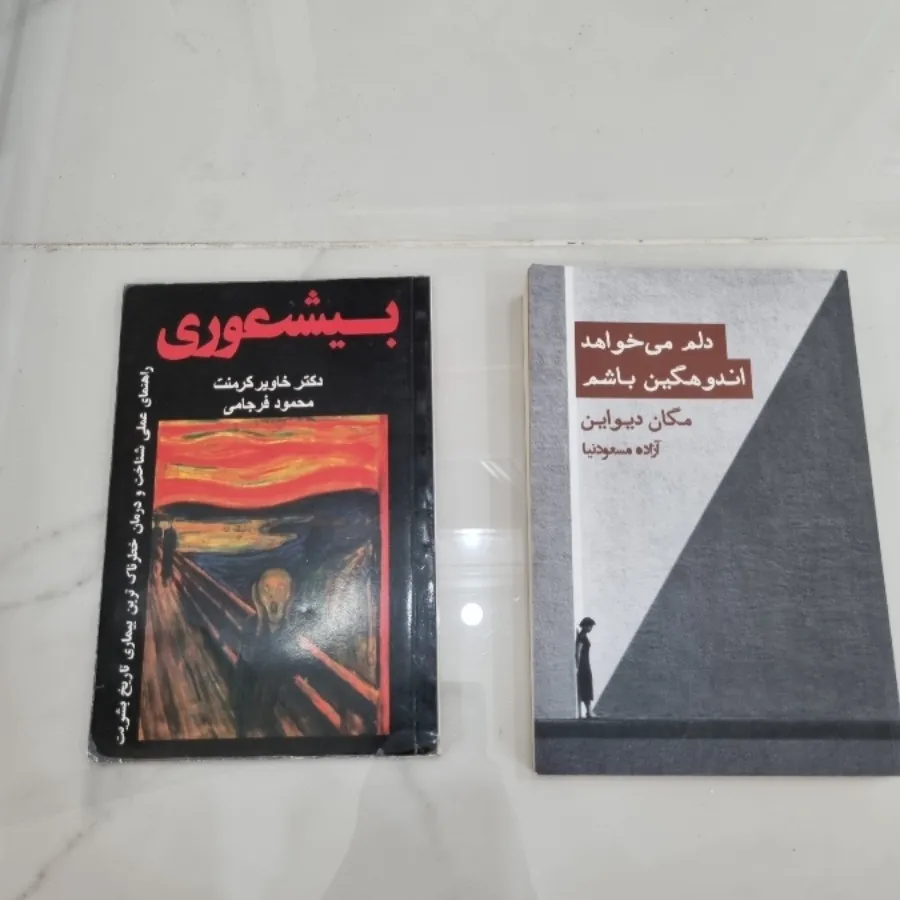 بیشعوری
دکتر خاویر کرمنت
محمود فرجامی
راهنمای عملی شناخت و درمان خطرناک ترین بیماری تاریخ بشریت
دلم می‌خواهد
اندوهگین باشم
مگان دیواین
آزاده مسعودنیا